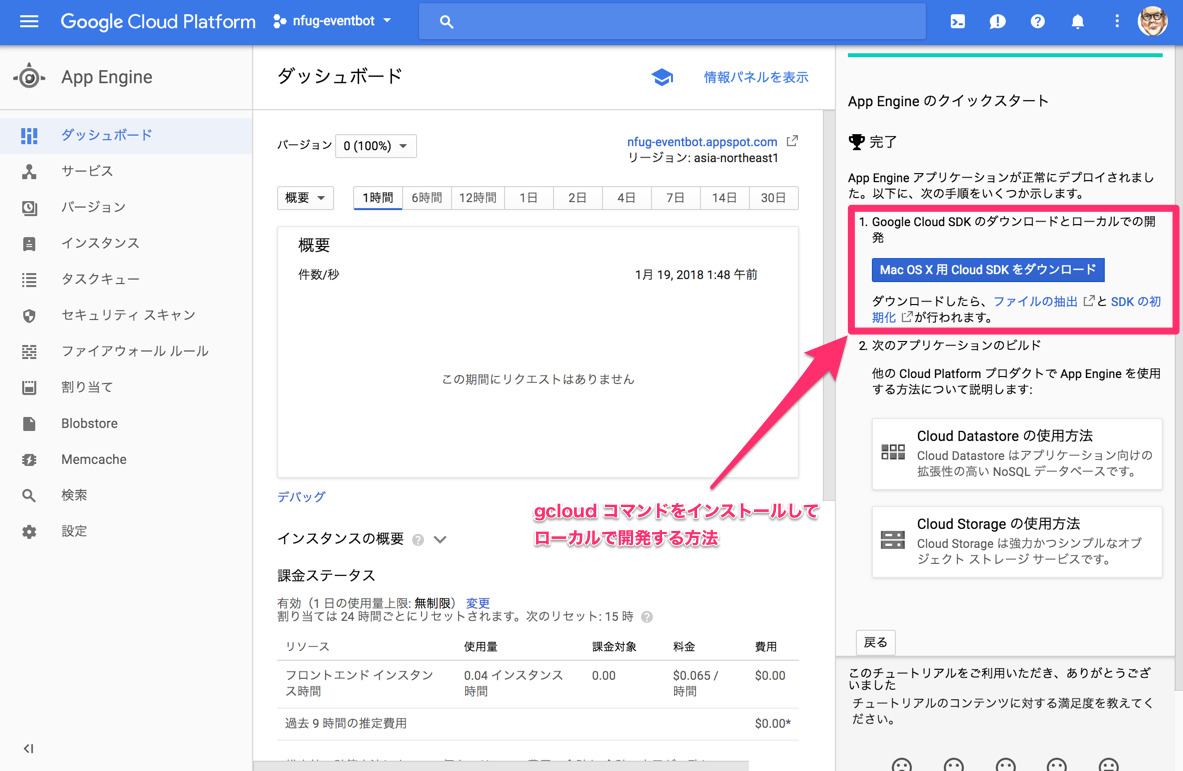 Google Cloud Platform
nfug-eventbot
App Engine
ダッシュボード
サービス
バージョン
インスタンス
タスクキュー
セキュリティ スキャン
ファイアウォール ルール
割り当て
Blobstore
Memcache
検索
設定
ダッシュボード
情報パネルを表示
バージョン 0 (100%)
nfug-eventbot.appspot.com
リージョン: asia-northeast1
概要 1時間 6時間 12時間 1日 2日 4日 7日 14日 30日
概要
件数/秒 1月 19, 2018 1:48 午前
この期間にリクエストはありません
デバッグ
gcloud コマンドをインストールして
ローカルで開発する方法
インスタンスの概要
課金ステータス
有効（1 日の使用量上限: 無制限） 変更
割り当ては 24 時間ごとにリセットされます。次のリセット: 15 時
リソース 使用量 課金対象 料金 費用
フロントエンド インスタンス時間 0.04 インスタンス時間 0.00 $0.065 / 時間 $0.00
過去 9 時間の推定費用 $0.00*
App Engine のクイックスタート
完了
App Engine アプリケーションが正常にデプロイされまし
た。以下に、次の手順をいくつか示します。
1. Google Cloud SDK のダウンロードとローカルでの開
発
Mac OS X 用 Cloud SDK をダウンロード
ダウンロードしたら、ファイルの抽出 と SDK の初
期化 が行われます。
2. 次のアプリケーションのビルド
他の Cloud Platform プロダクトで App Engine を使用
する方法について説明します:
Cloud Datastore の使用方法
Cloud Datastore はアプリケーション向けの
拡張性の高い NoSQL データベースです。
Cloud Storage の使用方法
Cloud Storage は強力かつシンプルなオブ
ジェクト ストレージ サービスです。
戻る
このチュートリアルをご利用いただき、ありがとうござ
いました
チュートリアルのコンテンツに対する満足度を教えてく
ださい。